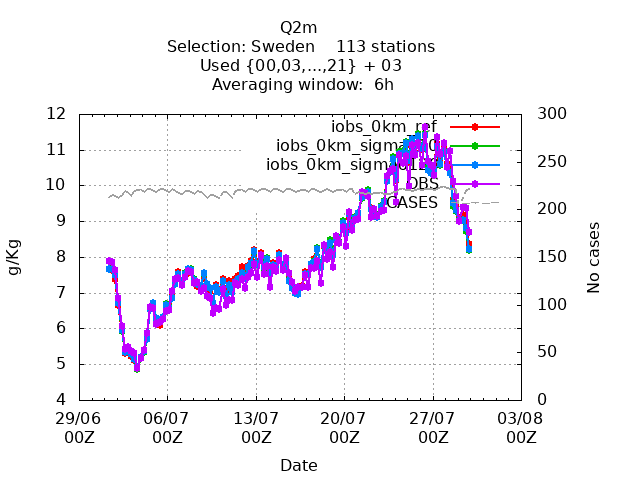 Q2m
Selection: Sweden    113 stations
Used {00,03,...,21} + 03
Averaging window:  6h
iobs_0km_ref
OBS
CASES
12
11
10
9
8
7
6
5
4
300
250
200
150
100
50
0
g/Kg
No cases
29/06 06/07 13/07 20/07 27/07 03/08
00Z 00Z 00Z 00Z 00Z 00Z
Date